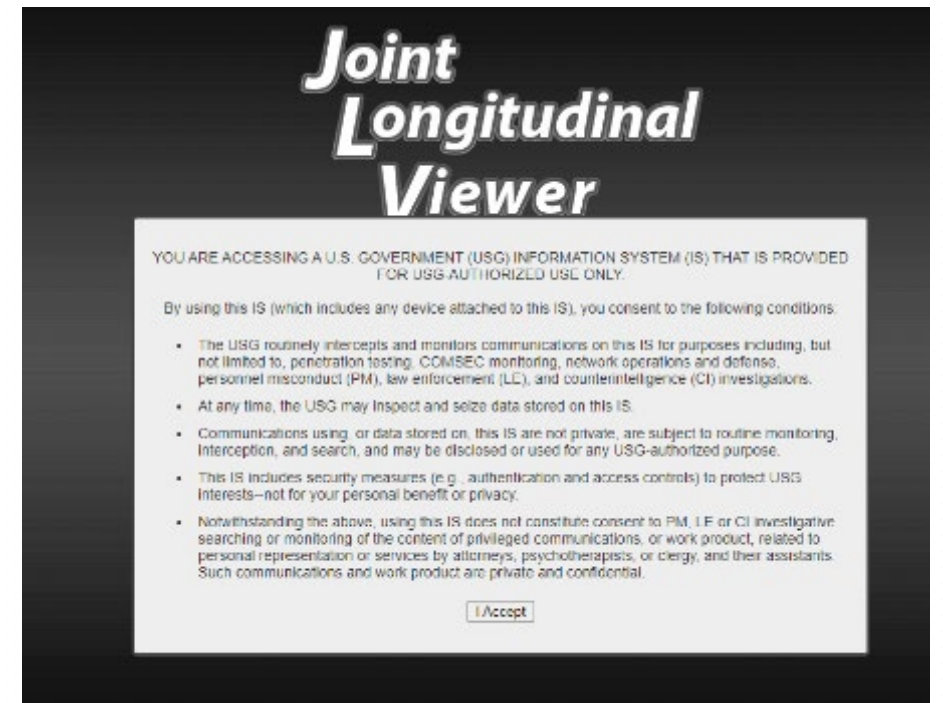 Joint
Longitudinal
Viewer
YOU ARE ACCESSING A U.S. GOVERNMENT (USG) INFORMATION SYSTEM (IS) THAT IS PROVIDED
FOR USG-AUTHORIZED USE ONLY.
By using this IS (which includes any device attached to this IS), you consent to the following conditions:
• The USG routinely intercepts and monitors communications on this IS for purposes including, but
not limited to, penetration testing, COMSEC monitoring, network operations and defense,
personnel misconduct (PM), law enforcement (LE), and counterintelligence (CI) investigations.
• At any time, the USG may inspect and seize data stored on this IS.
• Communications using, or data stored on, this IS are not private, are subject to routine monitoring,
interception, and search, and may be disclosed or used for any USG-authorized purpose.
• This IS includes security measures (e.g., authentication and access controls) to protect USG
interests--not for your personal benefit or privacy.
• Notwithstanding the above, using this IS does not constitute consent to PM, LE or CI investigative
searching or monitoring of the content of privileged communications, or work product, related to
personal representation or services by attorneys, psychotherapists, or clergy, and their assistants.
Such communications and work product are private and confidential.
I Accept